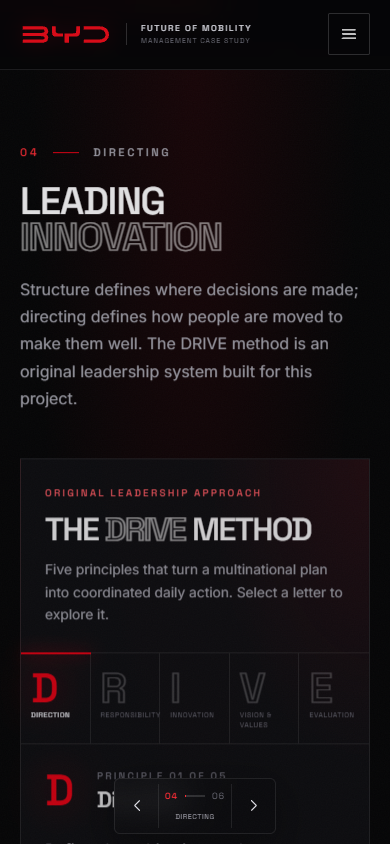 BYD
FUTURE OF MOBILITY
MANAGEMENT CASE STUDY
04 DIRECTING
LEADING
INNOVATION
Structure defines where decisions are made;
directing defines how people are moved to
make them well. The DRIVE method is an
original leadership system built for this
project.
ORIGINAL LEADERSHIP APPROACH
THE DRIVE METHOD
Five principles that turn a multinational plan
into coordinated daily action. Select a letter to
explore it.
D R I V E
DIRECTION RESPONSIBILITY INNOVATION VISION & EVALUATION
VALUES
D PRINCIPLE 01 OF 05
04 06
DIRECTING